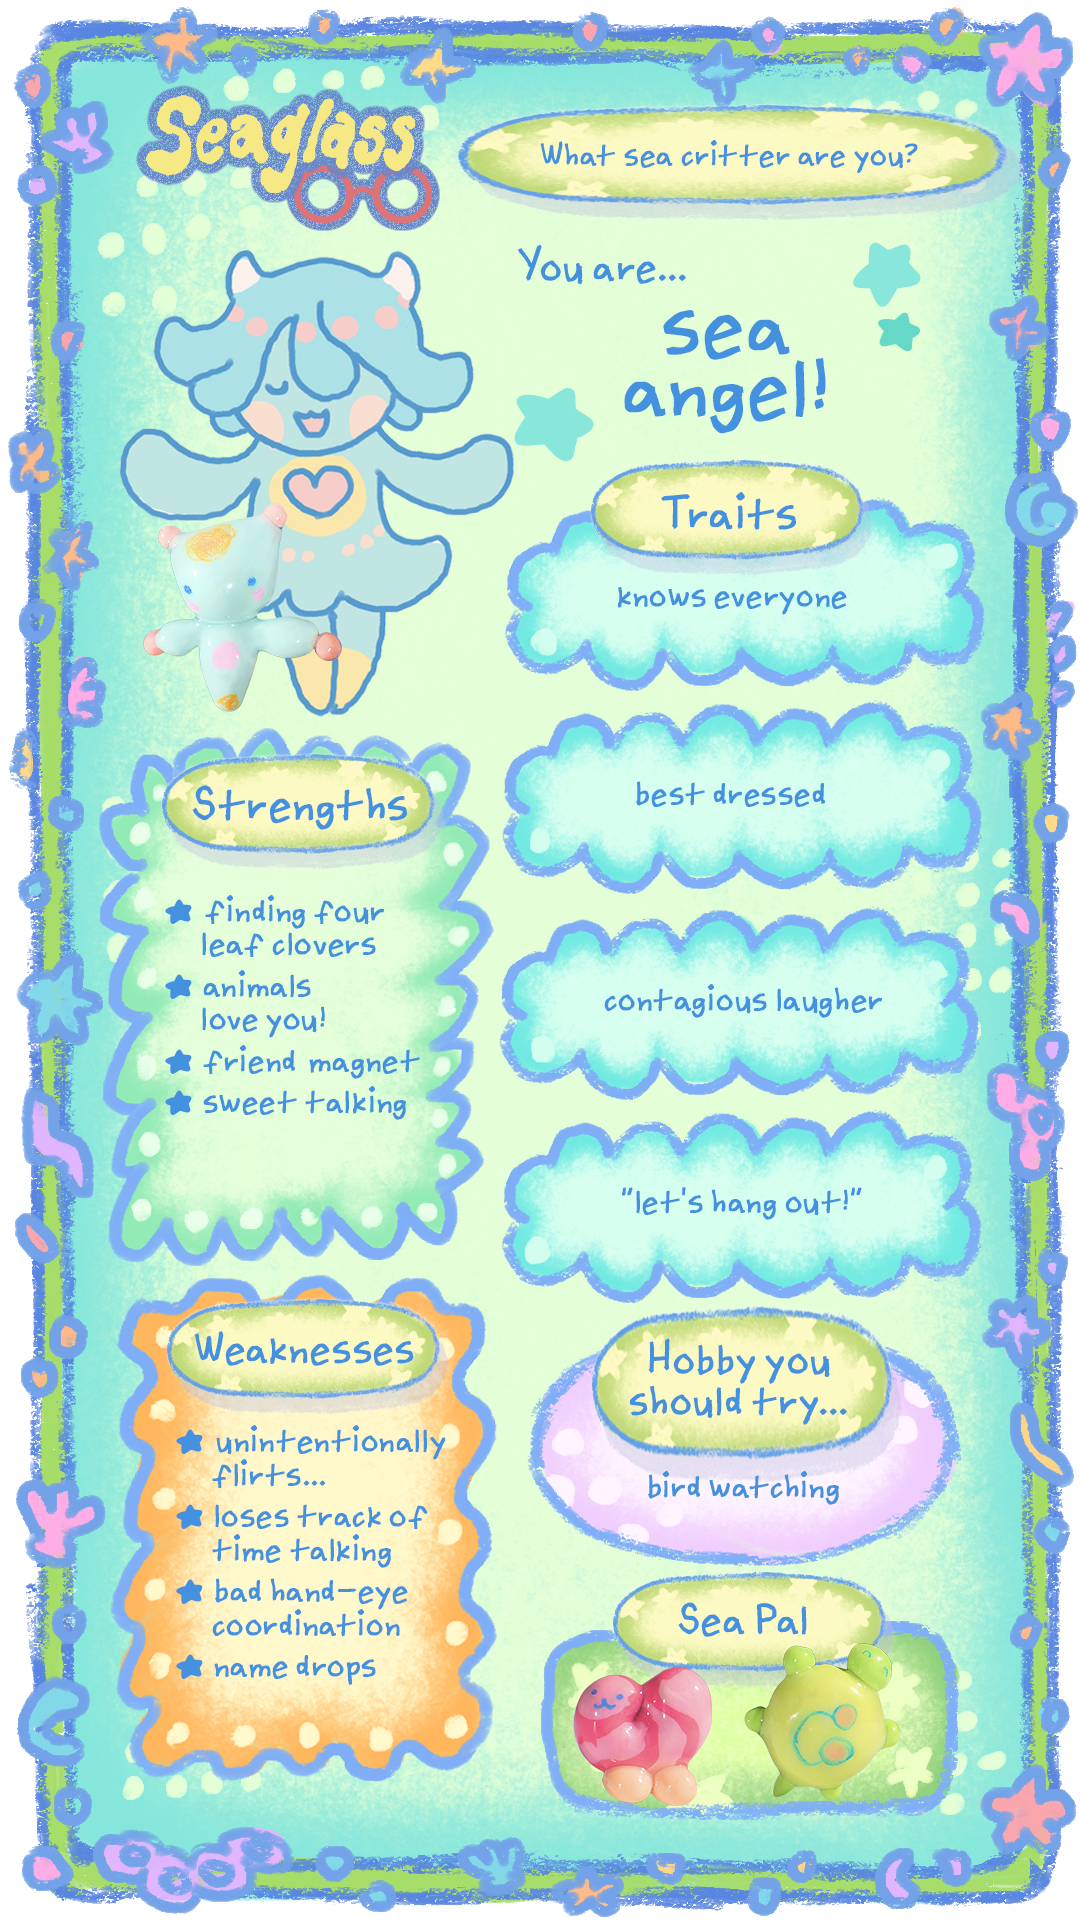 Seaglass
What sea critter are you?
You are...
sea
angel!
Traits
knows everyone
best dressed
contagious laugher
"let's hang out!"
Strengths
finding four
leaf clovers
animals
love you!
friend magnet
sweet talking
Weaknesses
unintentionally
flirts...
loses track of
time talking
bad hand-eye
coordination
name drops
Hobby you
should try...
bird watching
Sea Pal